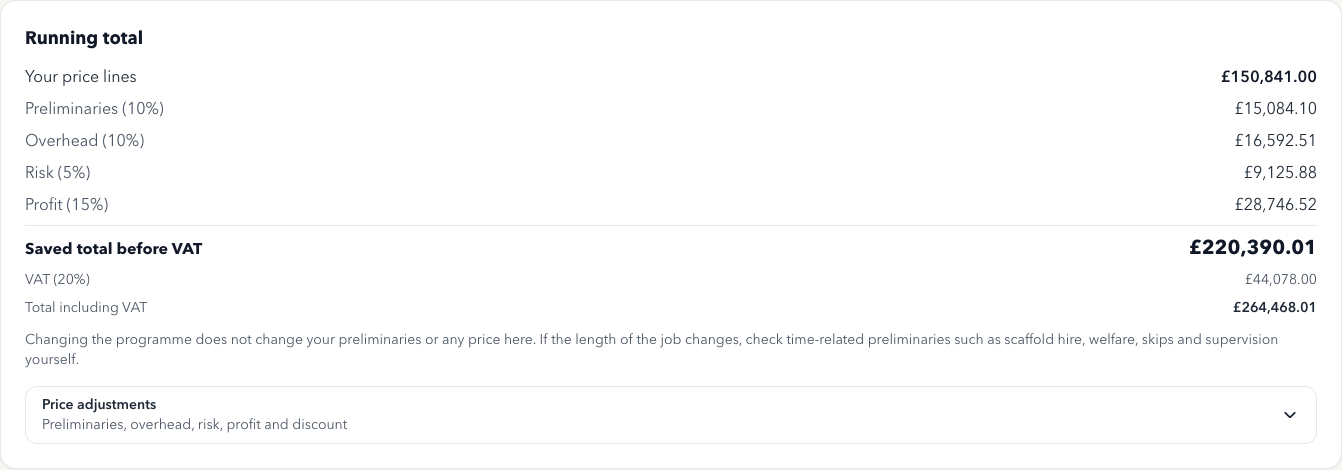 Running total
Your price lines £150,841.00
Preliminaries (10%) £15,084.10
Overhead (10%) £16,592.51
Risk (5%) £9,125.88
Profit (15%) £28,746.52
Saved total before VAT £220,390.01
VAT (20%) £44,078.00
Total including VAT £264,468.01
Changing the programme does not change your preliminaries or any price here. If the length of the job changes, check time-related preliminaries such as scaffold hire, welfare, skips and supervision
yourself.
Price adjustments
Preliminaries, overhead, risk, profit and discount